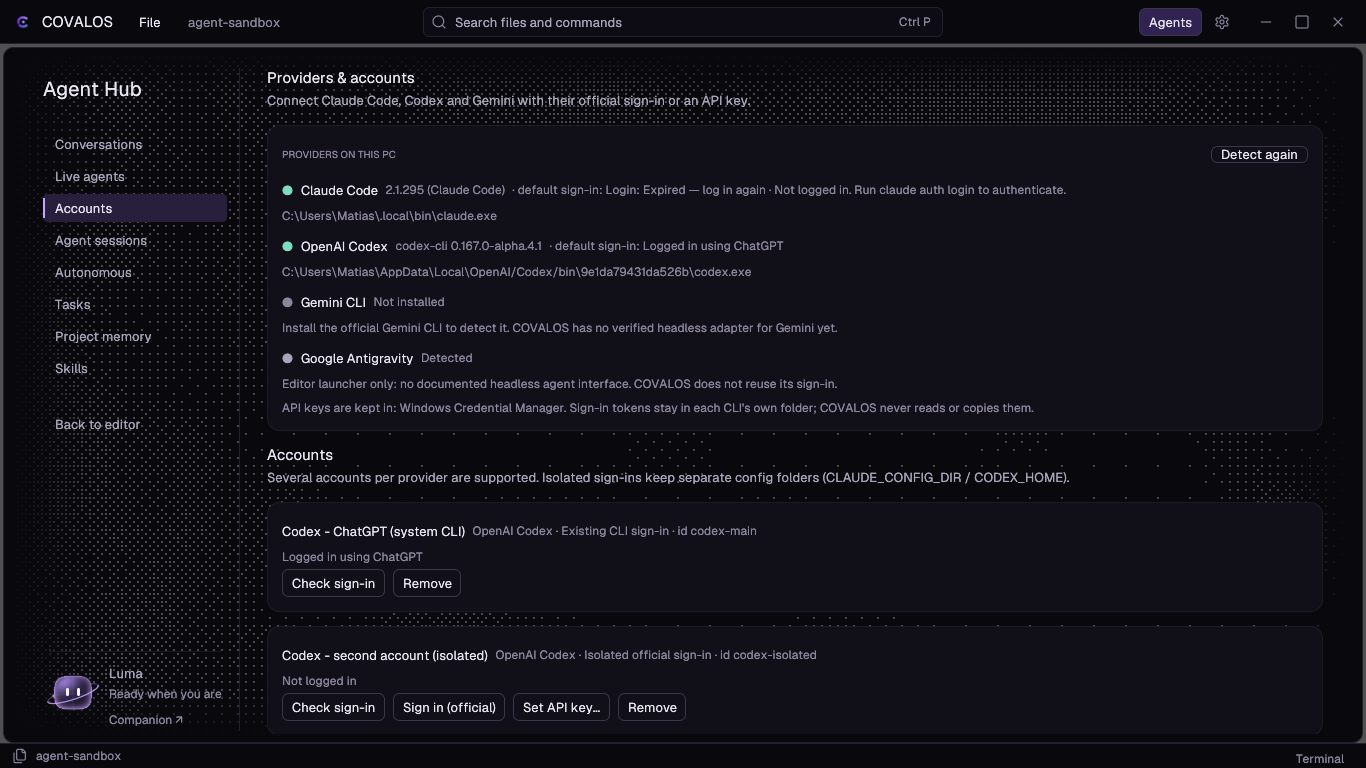 COVALOS File agent-sandbox Search files and commands Ctrl P Agents
Agent Hub
Conversations
Live agents
Accounts
Agent sessions
Autonomous
Tasks
Project memory
Skills
Back to editor
Luma
Ready when you are
Companion ↗
Providers & accounts
Connect Claude Code, Codex and Gemini with their official sign-in or an API key.
PROVIDERS ON THIS PC Detect again
Claude Code 2.1.295 (Claude Code) · default sign-in: Login: Expired — log in again · Not logged in. Run claude auth login to authenticate.
C:\Users\Matias\.local\bin\claude.exe
OpenAI Codex codex-cli 0.167.0-alpha.4.1 · default sign-in: Logged in using ChatGPT
C:\Users\Matias\AppData\Local\OpenAI/Codex/bin\9e1da79431da526b\codex.exe
Gemini CLI Not installed
Install the official Gemini CLI to detect it. COVALOS has no verified headless adapter for Gemini yet.
Google Antigravity Detected
Editor launcher only: no documented headless agent interface. COVALOS does not reuse its sign-in.
API keys are kept in: Windows Credential Manager. Sign-in tokens stay in each CLI's own folder; COVALOS never reads or copies them.
Accounts
Several accounts per provider are supported. Isolated sign-ins keep separate config folders (CLAUDE_CONFIG_DIR / CODEX_HOME).
Codex - ChatGPT (system CLI) OpenAI Codex · Existing CLI sign-in · id codex-main
Logged in using ChatGPT
Check sign-in Remove
Codex - second account (isolated) OpenAI Codex · Isolated official sign-in · id codex-isolated
Not logged in
Check sign-in Sign in (official) Set API key... Remove
agent-sandbox Terminal